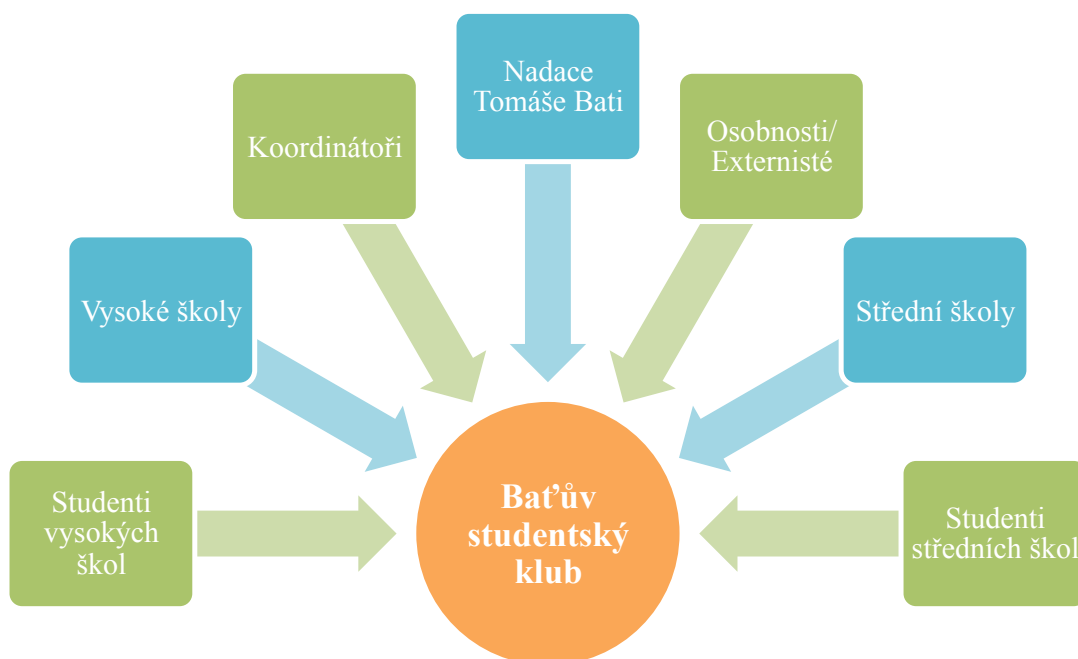 Nadace
Tomáše Bati
Koordinátoři
Osobnosti/
Externisté
Vysoké školy
Střední školy
Studenti
vysokých
škol
Baťův
studentský
klub
Studenti
středních škol